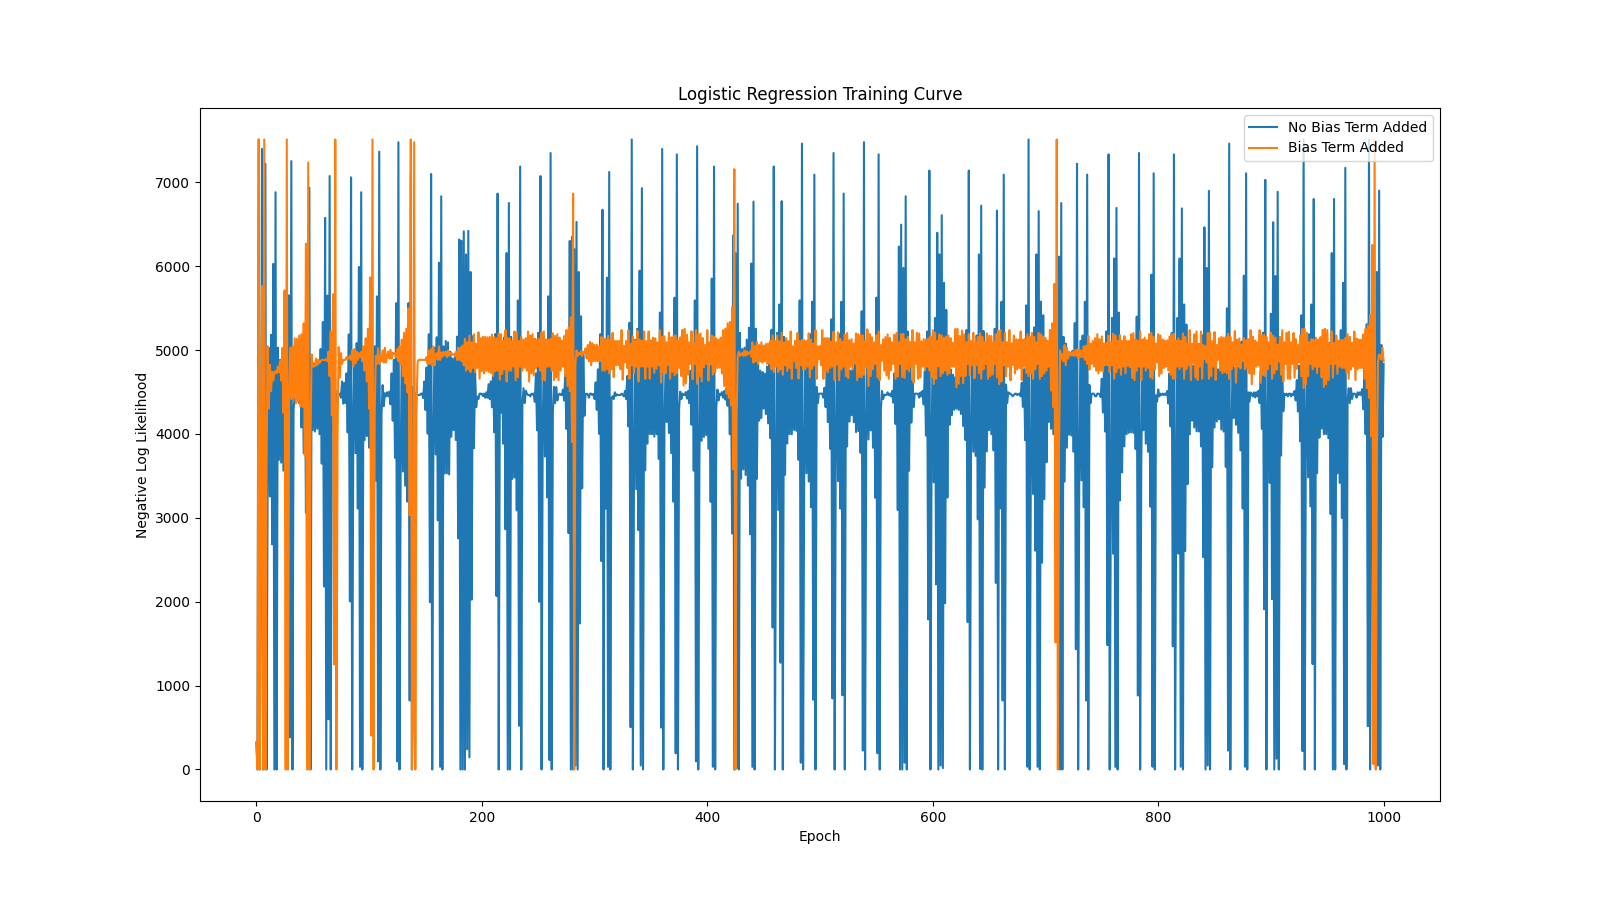 Logistic Regression Training Curve
No Bias Term Added
Bias Term Added
7000
6000
5000
4000
3000
2000
1000
0
Negative Log Likelihood
0 200 400 600 800 1000
Epoch